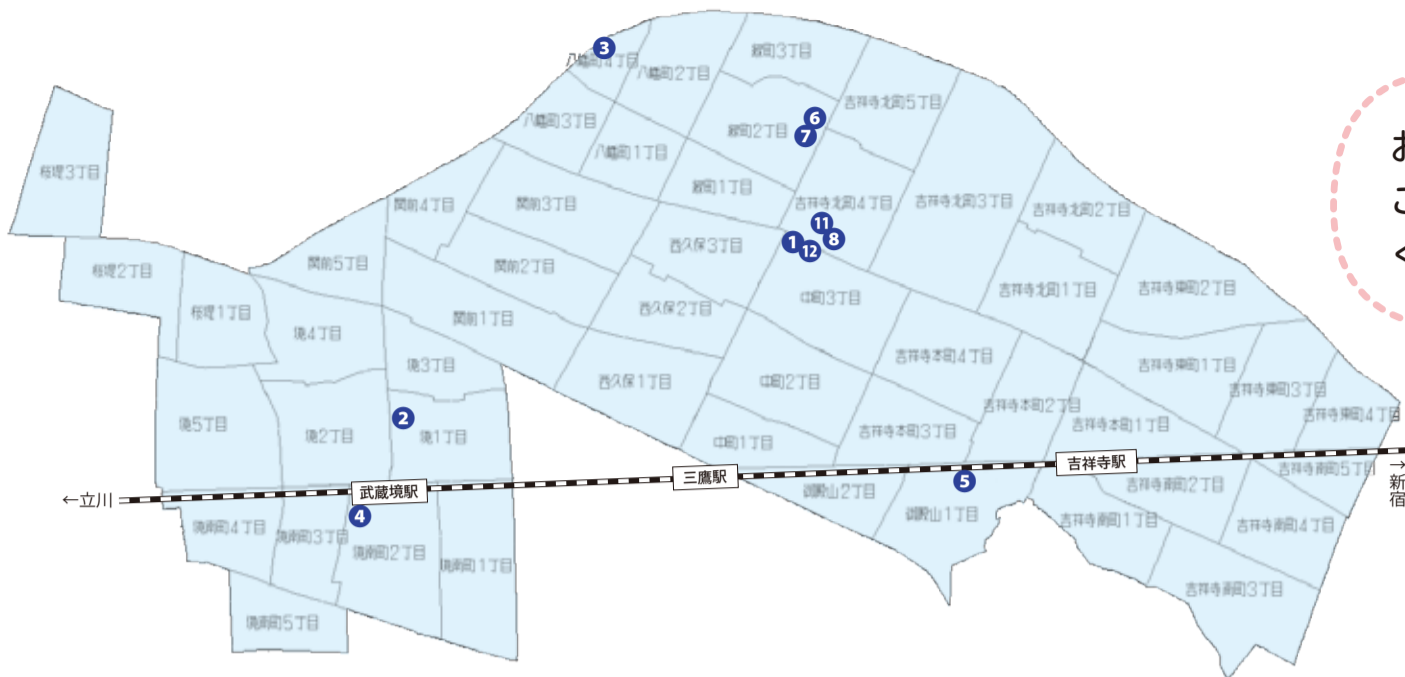 3
八幡町4丁目
八幡町2丁目
緑町3丁目
吉祥寺北町5丁目
八幡町3丁目
緑町2丁目
6
7
八幡町1丁目
桜堤3丁目
緑町1丁目
関前4丁目
関前3丁目
吉祥寺北町4丁目
吉祥寺北町3丁目
吉祥寺北町2丁目
11
1
8
12
西久保3丁目
関前5丁目
関前2丁目
桜堤2丁目
桜堤1丁目
中町3丁目
吉祥寺北町1丁目
吉祥寺東町2丁目
西久保2丁目
関前1丁目
境4丁目
境3丁目
吉祥寺本町4丁目
吉祥寺東町1丁目
西久保1丁目
中町2丁目
吉祥寺東町3丁目
吉祥寺本町2丁目
吉祥寺東町4丁目
2
境5丁目
境2丁目
境1丁目
中町1丁目
吉祥寺本町3丁目
吉祥寺本町1丁目
←立川
武蔵境駅
三鷹駅
吉祥寺駅
→新宿
吉祥寺南町5丁目
5
御殿山2丁目
吉祥寺南町2丁目
4
御殿山1丁目
吉祥寺南町1丁目
吉祥寺南町4丁目
境南町4丁目
境南町3丁目
境南町2丁目
境南町1丁目
吉祥寺南町3丁目
境南町5丁目
お
く